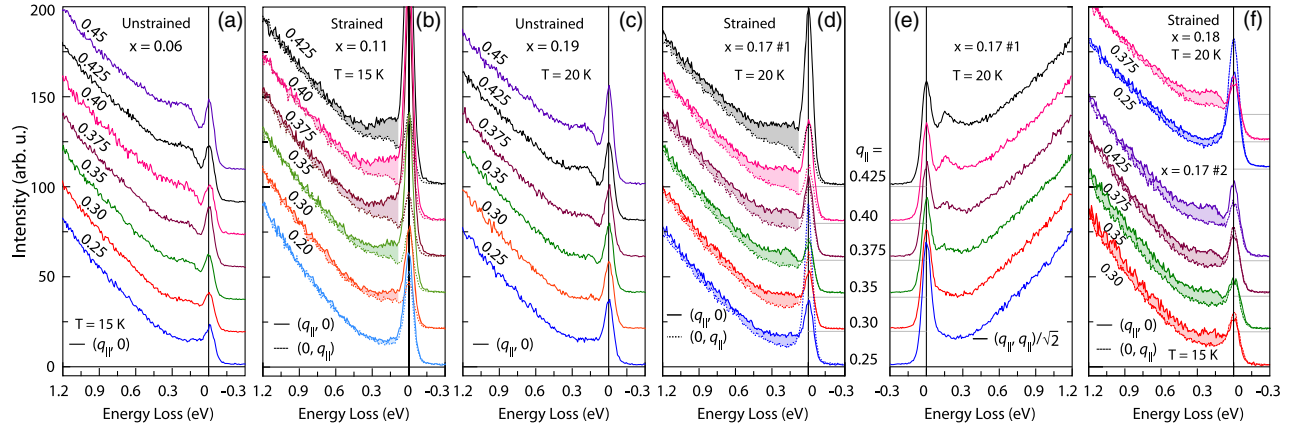 Intensity (arb. u.)
200
150
100
50
0
(a)
Unstrained
x = 0.06
0.45
0.425
0.40
0.375
0.35
0.30
0.25
T = 15 K
— (q||, 0)
1.2 0.9 0.6 0.3 0 −0.3
Energy Loss (eV)
(b)
Strained
x = 0.11
T = 15 K
0.425
0.40
0.375
0.35
0.30
0.20
— (q||, 0)
(0, q||)
1.2 0.9 0.6 0.3 0 −0.3
Energy Loss (eV)
(c)
Unstrained
x = 0.19
T = 20 K
0.45
0.425
0.375
0.35
0.30
0.25
— (q||, 0)
1.2 0.9 0.6 0.3 0 −0.3
Energy Loss (eV)
(d)
Strained
x = 0.17 #1
T = 20 K
— (q||, 0)
(0, q||)
1.2 0.9 0.6 0.3 0 −0.3
Energy Loss (eV)
q|| =
0.425
0.40
0.375
0.35
0.30
0.25
(e)
x = 0.17 #1
T = 20 K
— (q||, q||)/√2
−0.3 0 0.3 0.6 0.9 1.2
Energy Loss (eV)
(f)
Strained
x = 0.18
T = 20 K
0.375
0.25
x = 0.17 #2
0.425
0.375
0.35
0.30
— (q||, 0)
(0, q||)
T = 15 K
1.2 0.9 0.6 0.3 0 −0.3
Energy Loss (eV)